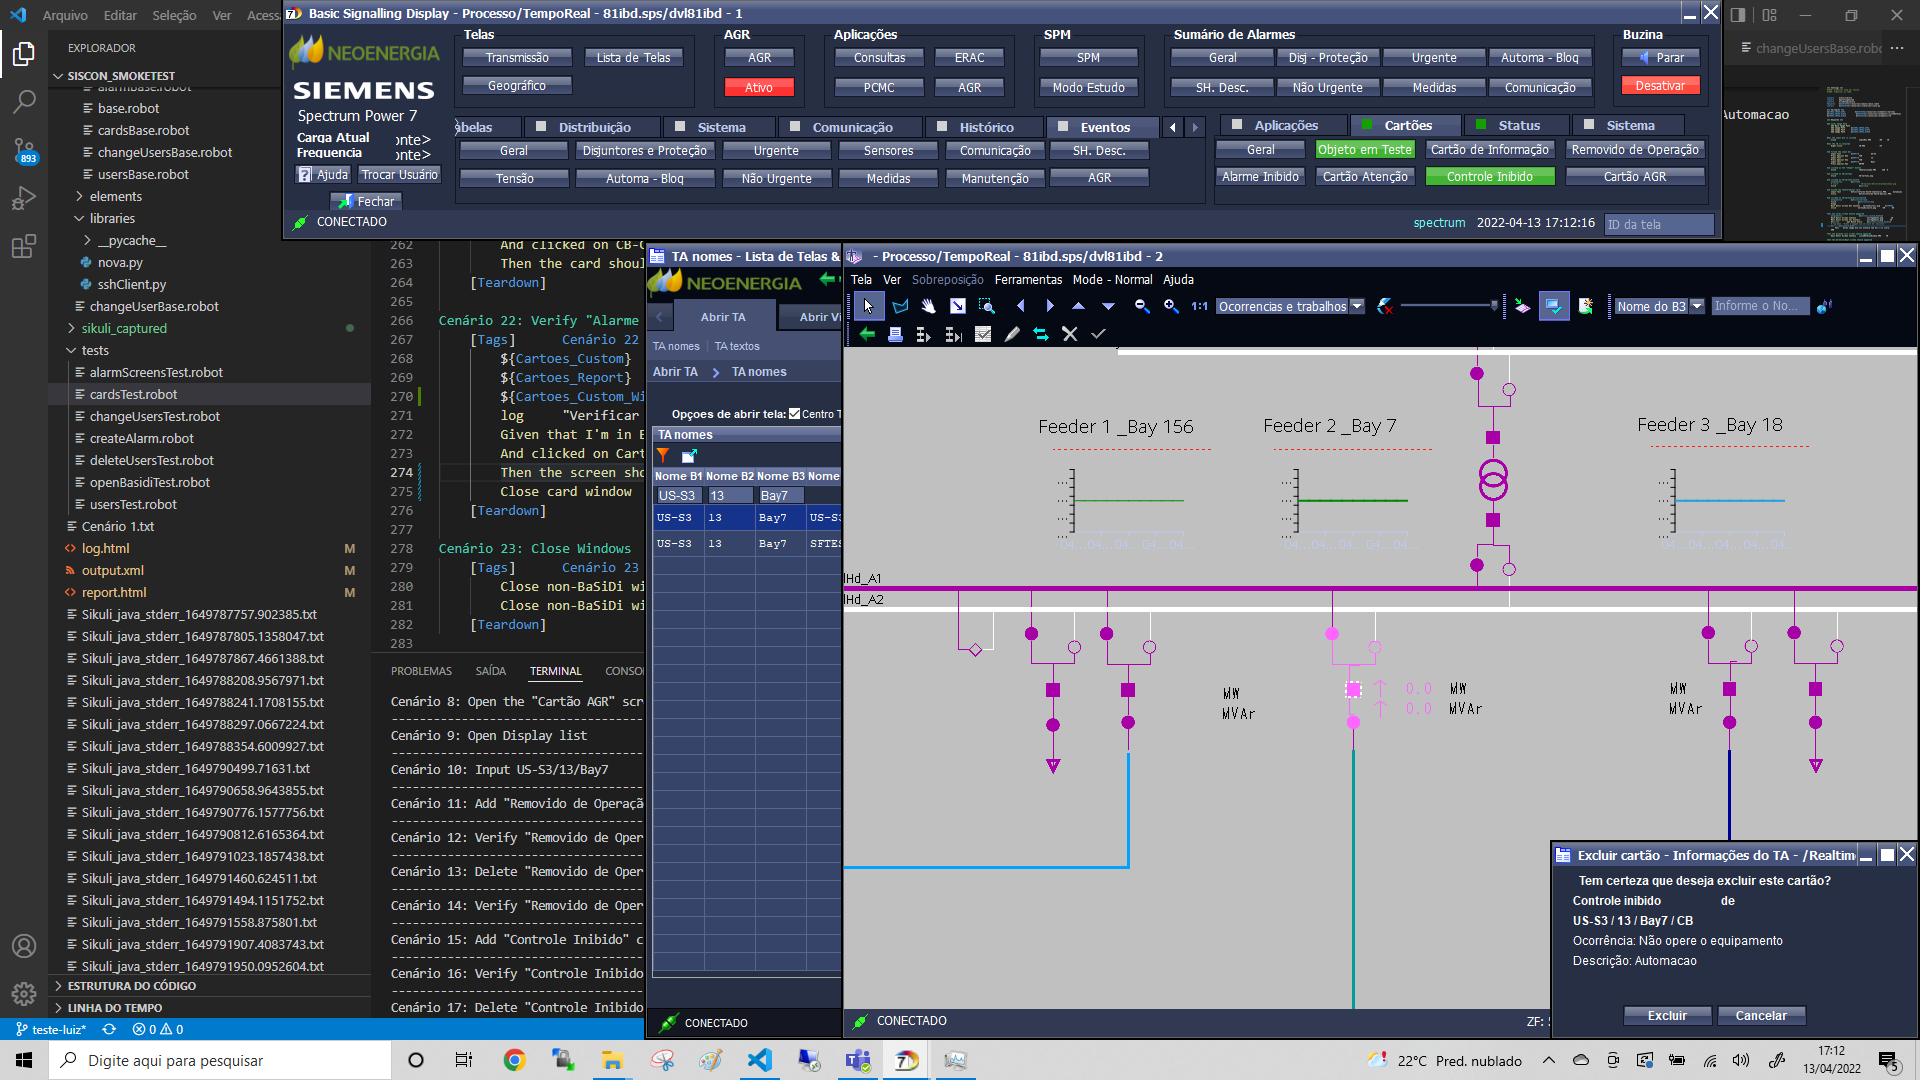 Arquivo Editar Seleção Ver Acess
EXPLORADOR
SISCON_SMOKETEST
alarmBase.robot
base.robot
cardsBase.robot
changeUsersBase.robot
usersBase.robot
elements
libraries
__pycache__
nova.py
sshClient.py
changeUserBase.robot
sikuli_captured
tests
alarmScreensTest.robot
cardsTest.robot
changeUsersTest.robot
createAlarm.robot
deleteUsersTest.robot
openBasidiTest.robot
usersTest.robot
Cenário 1.txt
log.html M
output.xml M
report.html M
Sikuli_java_stderr_1649787757.902385.txt
Sikuli_java_stderr_1649787805.1358047.txt
Sikuli_java_stderr_1649787867.4661388.txt
Sikuli_java_stderr_1649788208.9567971.txt
Sikuli_java_stderr_1649788241.1708155.txt
Sikuli_java_stderr_1649788297.0667224.txt
Sikuli_java_stderr_1649788354.6009927.txt
Sikuli_java_stderr_1649790499.71631.txt
Sikuli_java_stderr_1649790658.9643855.txt
Sikuli_java_stderr_1649790776.1577756.txt
Sikuli_java_stderr_1649790812.6165364.txt
Sikuli_java_stderr_1649791023.1857438.txt
Sikuli_java_stderr_1649791460.624511.txt
Sikuli_java_stderr_1649791494.1151752.txt
Sikuli_java_stderr_1649791558.875801.txt
Sikuli_java_stderr_1649791907.4083743.txt
Sikuli_java_stderr_1649791950.0952604.txt
ESTRUTURA DO CÓDIGO
LINHA DO TEMPO
893
teste-luiz* 0 0
Basic Signalling Display - Processo/TempoReal - 81ibd.sps/dvl81ibd - 1
NEOENERGIA
SIEMENS
Spectrum Power 7
Carga Atual onte>
Frequencia onte>
Ajuda Trocar Usuário
Fechar
CONECTADO
Telas
Transmissão Lista de Telas
Geográfico
AGR
AGR
Ativo
Aplicações
Consultas ERAC
PCMC AGR
SPM
SPM
Modo Estudo
Sumário de Alarmes
Geral Disj - Proteção Urgente Automa - Bloq
SH. Desc. Não Urgente Medidas Comunicação
Buzina
Parar
Desativar
abelas Distribuição Sistema Comunicação Histórico Eventos
Geral Disjuntores e Proteção Urgente Sensores Comunicação SH. Desc.
Tensão Automa - Bloq Não Urgente Medidas Manutenção AGR
Aplicações Cartões Status Sistema
Geral Objeto em Teste Cartão de Informação Removido de Operação
Alarme Inibido Cartão Atenção Controle Inibido Cartão AGR
spectrum 2022-04-13 17:12:16 ID da tela
changeUsersBase.robo
Automacao
262 And clicked on CB-C
263 Then the card shoul
264 [Teardown]
265
266 Cenário 22: Verify "Alarme
267 [Tags] Cenário 22
268 ${Cartoes_Custom}
269 ${Cartoes_Report}
270 ${Cartoes_Custom_Wi
271 log "Verificar
272 Given that I'm in B
273 And clicked on Cart
274 Then the screen sho
275 Close card window
276 [Teardown]
277
278 Cenário 23: Close Windows
279 [Tags] Cenário 23
280 Close non-BaSiDi wi
281 Close non-BaSiDi wi
282 [Teardown]
283
PROBLEMAS SAÍDA TERMINAL CONSO
Cenário 8: Open the "Cartão AGR" scr
Cenário 9: Open Display list
Cenário 10: Input US-S3/13/Bay7
Cenário 11: Add "Removido de Operaçã
Cenário 12: Verify "Removido de Oper
Cenário 13: Delete "Removido de Oper
Cenário 14: Verify "Removido de Oper
Cenário 15: Add "Controle Inibido" c
Cenário 16: Verify "Controle Inibido
Cenário 17: Delete "Controle Inibido
TA nomes - Lista de Telas &
NEOENERGIA
Abrir TA Abrir Vi
TA nomes TA textos
Abrir TA > TA nomes
Opçoes de abrir tela: Centro T
TA nomes
Nome B1 Nome B2 Nome B3 Nome
US-S3 13 Bay7
US-S3 13 Bay7 US-S3
US-S3 13 Bay7 SFTES
CONECTADO
- Processo/TempoReal - 81ibd.sps/dvl81ibd - 2
Tela Ver Sobreposição Ferramentas Mode - Normal Ajuda
1:1 Ocorrencias e trabalhos Nome do B3 Informe o No...
Feeder 1 _Bay 156 Feeder 2 _Bay 7 Feeder 3 _Bay 18
04... 04... 04... 04...
04... 04... 04... 04...
04... 04... 04... 04...
lHd_A1
lHd_A2
MW 0.0 MW MW
MVAr 0.0 MVAr MVAr
CONECTADO ZF:
Excluir cartão - Informações do TA - /Realtime
Tem certeza que deseja excluir este cartão?
Controle inibido de
US-S3 / 13 / Bay7 / CB
Ocorrência: Não opere o equipamento
Descrição: Automacao
Excluir Cancelar
Digite aqui para pesquisar
22°C Pred. nublado
17:12
13/04/2022
5